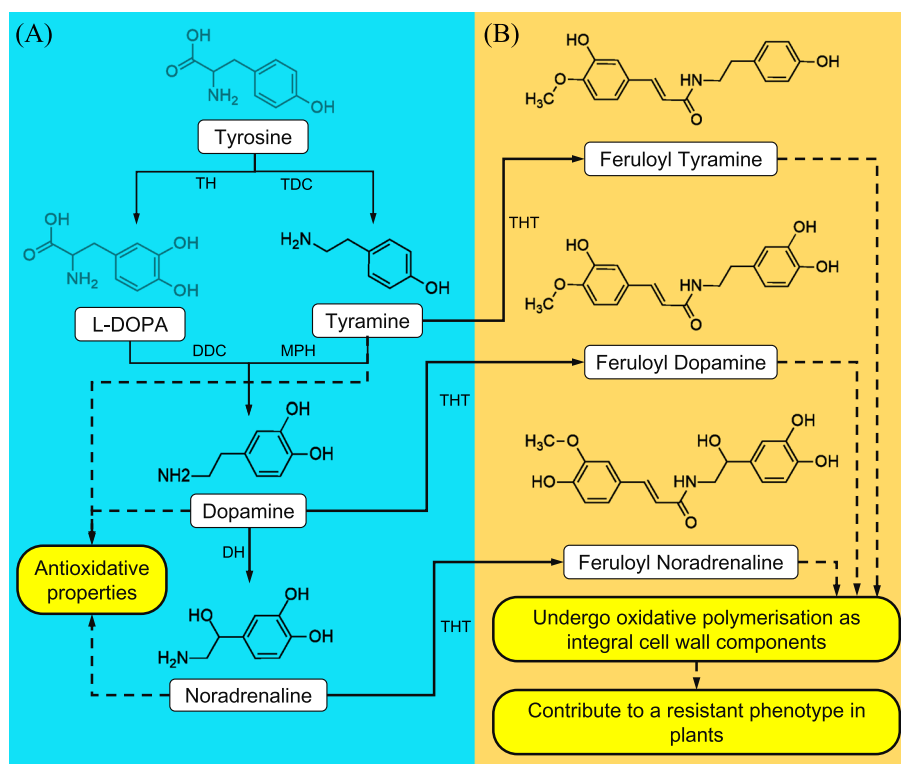 (A)
OH
O
NH2
OH
Tyrosine
TH
TDC
OH
O
NH2
OH
OH
L-DOPA
H2N
OH
Tyramine
DDC
MPH
OH
OH
NH2
Dopamine
DH
Antioxidative
properties
HO
OH
OH
H2N
Noradrenaline
(B)
HO
O
H3C
NH
O
OH
Feruloyl Tyramine
THT
HO
O
H3C
NH
O
OH
OH
Feruloyl Dopamine
THT
H3C
O
HO
NH
O
HO
OH
OH
Feruloyl Noradrenaline
THT
Undergo oxidative polymerisation as
integral cell wall components
Contribute to a resistant phenotype in
plants